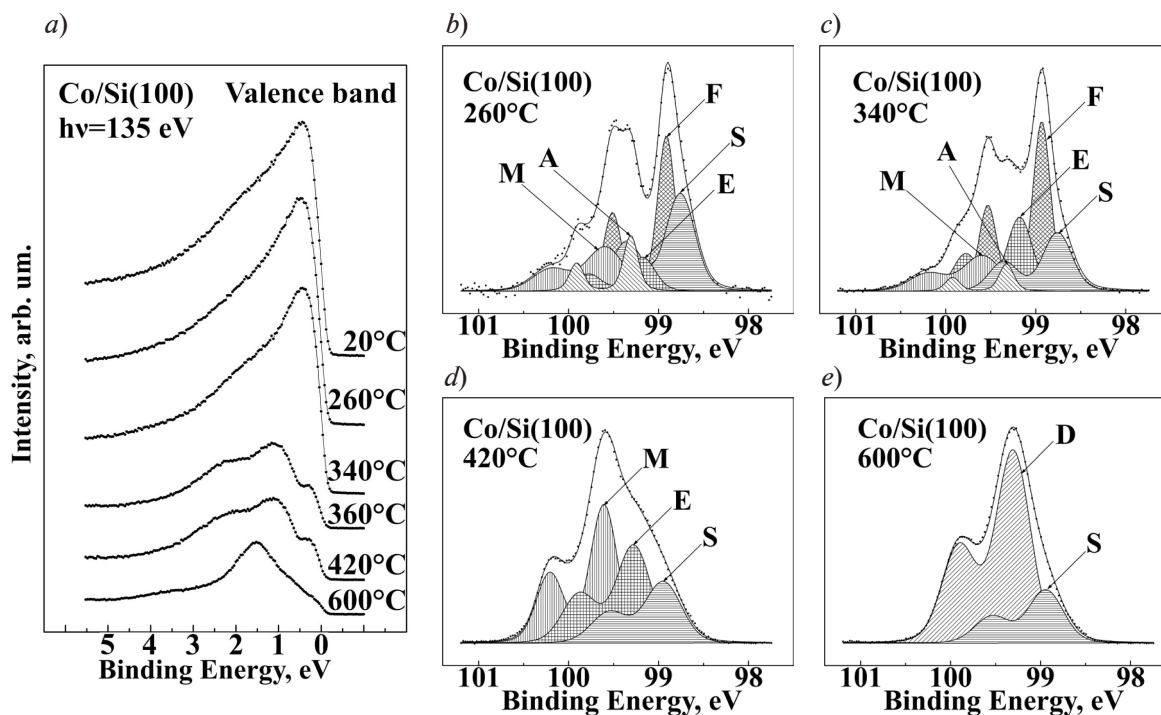 a)
Co/Si(100) Valence band
hν=135 eV
Intensity, arb. um.
20°C
260°C
340°C
360°C
420°C
600°C
5 4 3 2 1 0
Binding Energy, eV
b)
Co/Si(100)
260°C
F
S
A
M
E
101 100 99 98
Binding Energy, eV
c)
Co/Si(100)
340°C
F
A
E
M
S
101 100 99 98
Binding Energy, eV
d)
Co/Si(100)
420°C
M
E
S
101 100 99 98
Binding Energy, eV
e)
Co/Si(100)
600°C
D
S
101 100 99 98
Binding Energy, eV